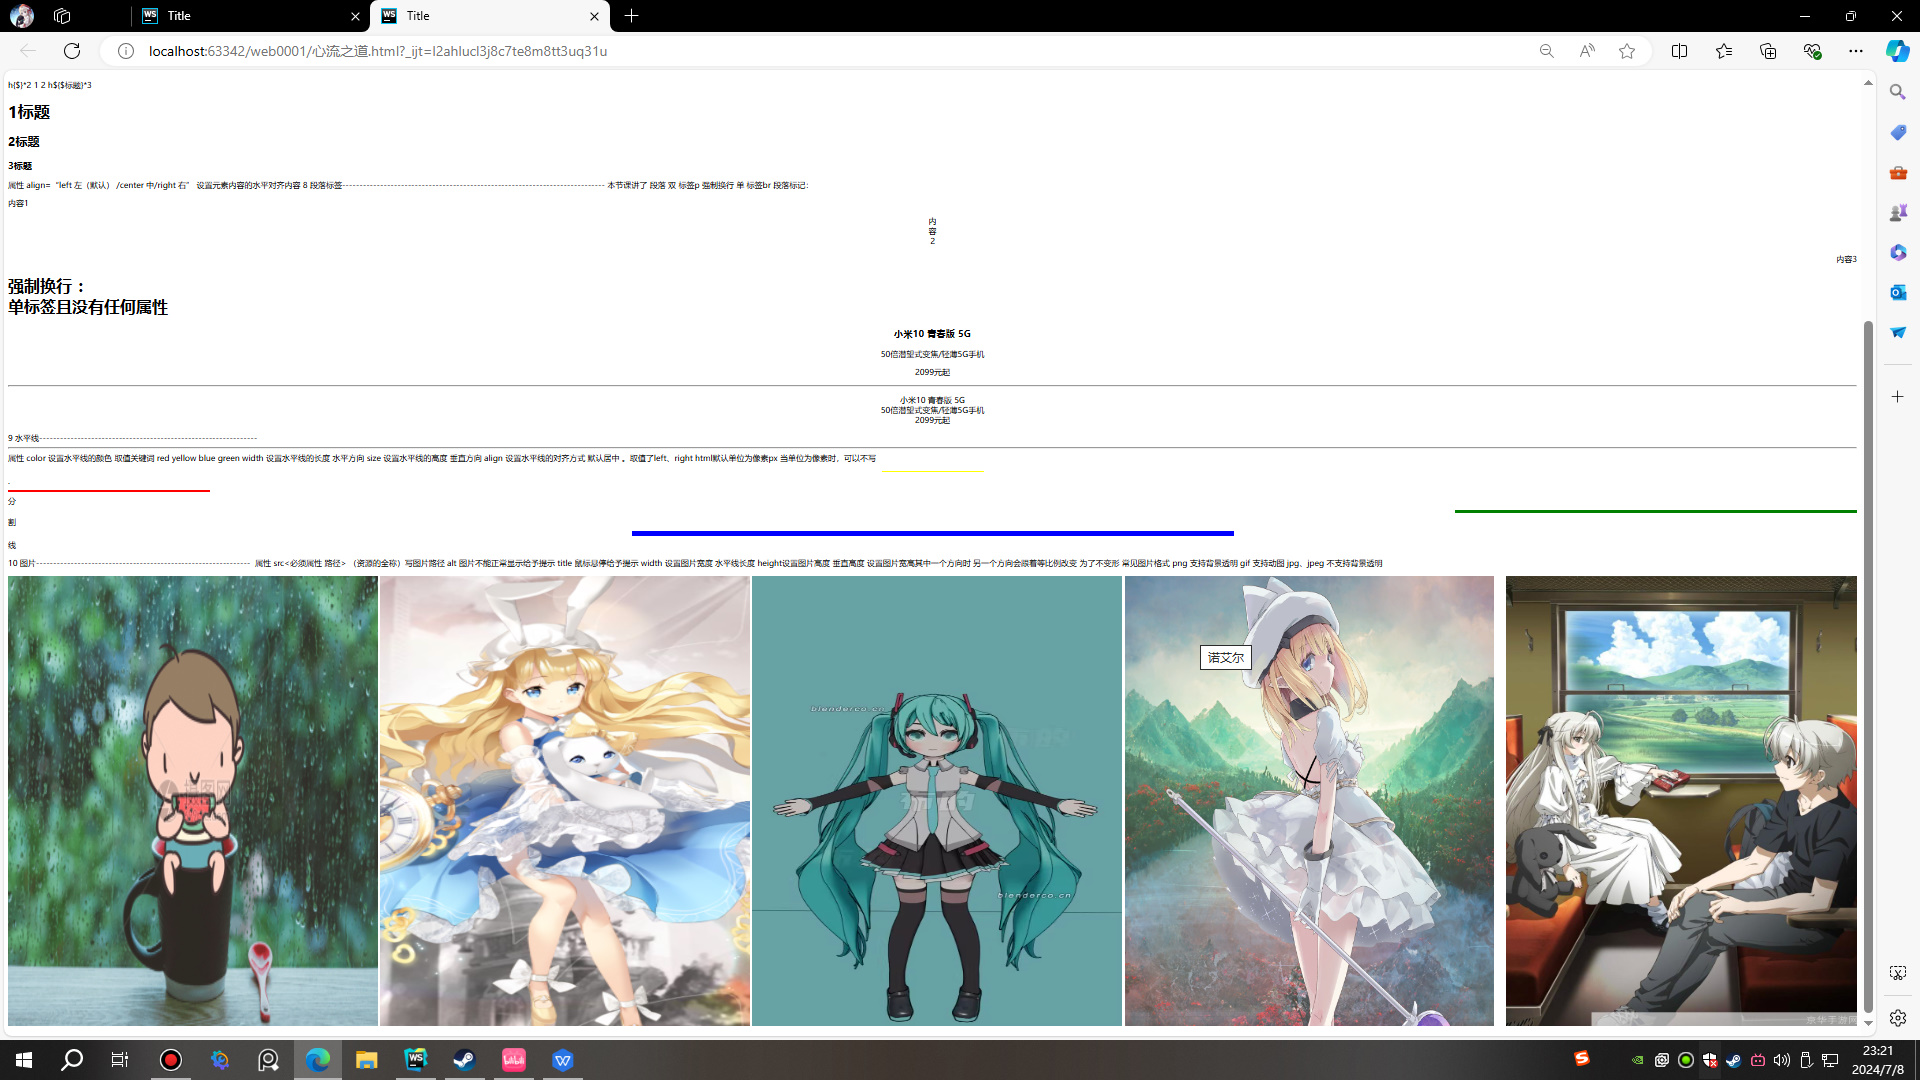 Title
Title
localhost:63342/web0001/心流之道.html?_ijt=l2ahlucl3j8c7te8m8tt3uq31u
h{$}*2 1 2 h${$标题}*3
1标题
2标题
3标题
属性 align=“left 左（默认） /center 中/right 右” 设置元素内容的水平对齐内容 8 段落标签---------------------------------------------------------------------------- 本节课讲了 段落 双 标签p 强制换行 单 标签br 段落标记：
内容1
内
容
2
内容3
强制换行：
单标签且没有任何属性
小米10 青春版 5G
50倍潜望式变焦/轻薄5G手机
2099元起
小米10 青春版 5G
50倍潜望式变焦/轻薄5G手机
2099元起
9 水平线---------------------------------------------------------------
属性 color 设置水平线的颜色 取值关键词 red yellow blue green width 设置水平线的长度 水平方向 size 设置水平线的高度 垂直方向 align 设置水平线的对齐方式 默认居中 。取值了left、right html默认单位为像素px 当单位为像素时，可以不写
分
割
线
10 图片-------------------------------------------------------------- 属性 src<必须属性 路径> （资源的全称）写图片路径 alt 图片不能正常显示给予提示 title 鼠标悬停给予提示 width 设置图片宽度 水平线长度 height设置图片高度 垂直高度 设置图片宽高其中一个方向时 另一个方向会跟着等比例改变 为了不变形 常见图片格式 png 支持背景透明 gif 支持动图 jpg、jpeg 不支持背景透明
诺艾尔
blenderco.cn
blenderco.cn
京华手游网
23:21
2024/7/8